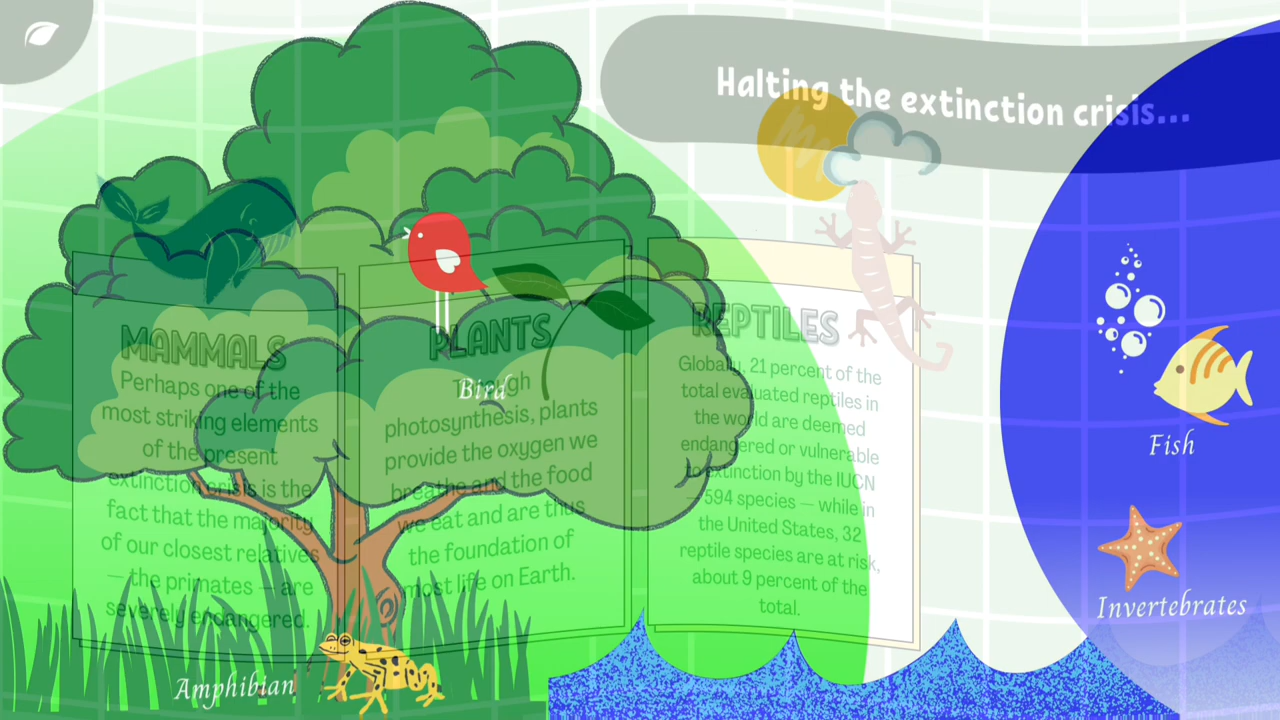 Halting the extinction crisis...
MAMMALS
Perhaps one of the
most striking elements
of the present
extinction crisis is the
fact that the majority
of our closest relatives
— the primates — are
severely endangered.
PLANTS
Through
photosynthesis, plants
provide the oxygen we
breathe and the food
we eat and are thus
the foundation of
most life on Earth.
Bird
REPTILES
Globally, 21 percent of the
total evaluated reptiles in
the world are deemed
endangered or vulnerable
to extinction by the IUCN
— 594 species — while in
the United States, 32
reptile species are at risk,
about 9 percent of the
total.
Fish
Invertebrates
Amphibian